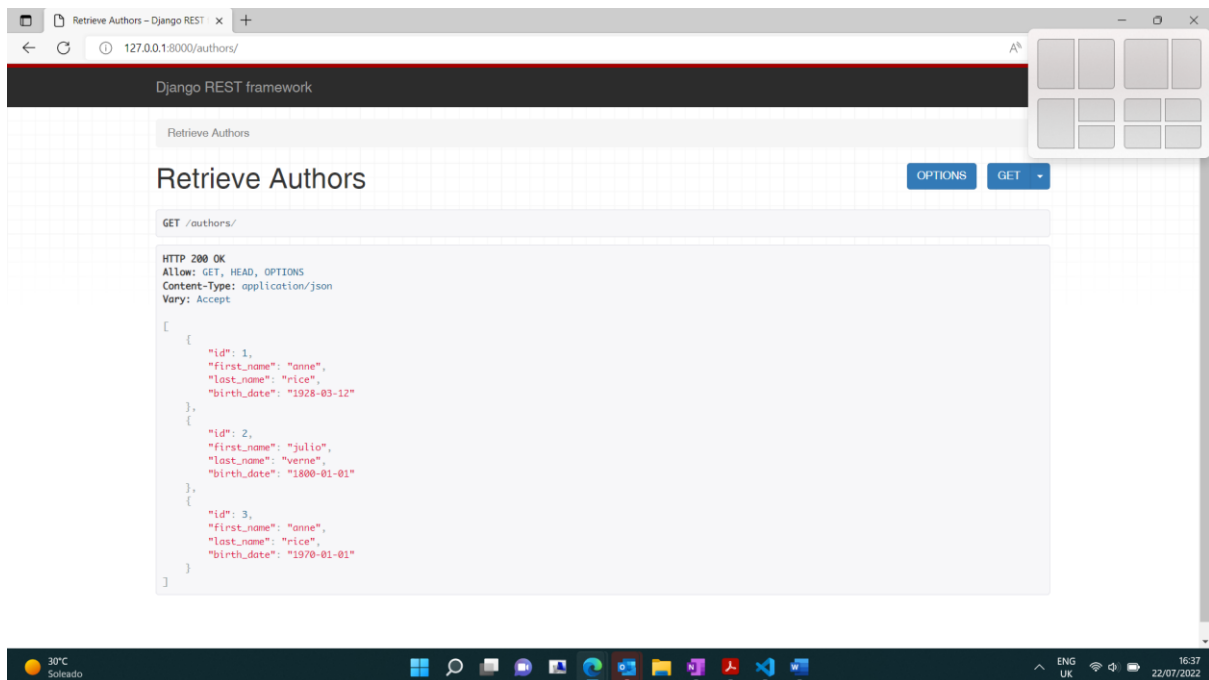 Retrieve Authors – Django REST
127.0.0.1:8000/authors/
Django REST framework
Retrieve Authors
Retrieve Authors
OPTIONS
GET
GET /authors/
HTTP 200 OK
Allow: GET, HEAD, OPTIONS
Content-Type: application/json
Vary: Accept
[
{
"id": 1,
"first_name": "anne",
"last_name": "rice",
"birth_date": "1928-03-12"
},
{
"id": 2,
"first_name": "julio",
"last_name": "verne",
"birth_date": "1800-01-01"
},
{
"id": 3,
"first_name": "anne",
"last_name": "rice",
"birth_date": "1970-01-01"
}
]
30°C
Soleado
ENG
UK
16:37
22/07/2022